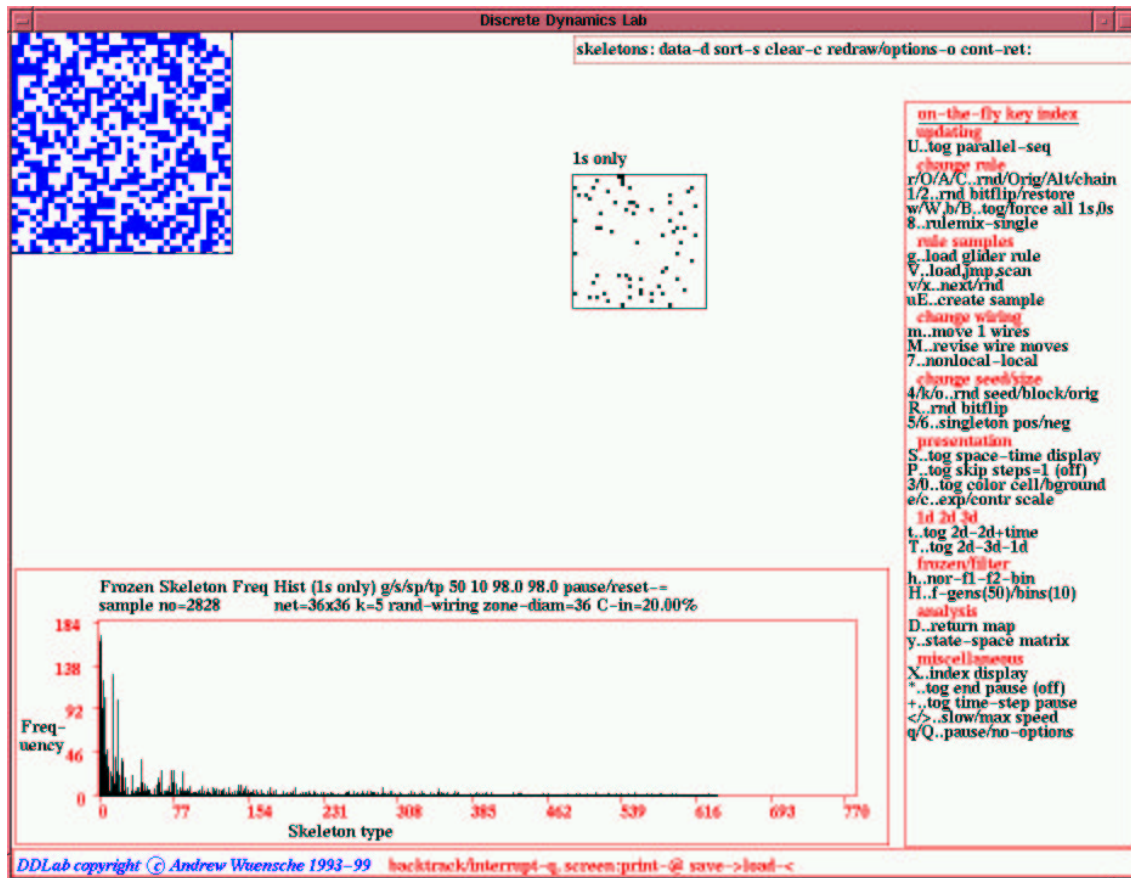 Discrete Dynamics Lab
skeletons: data-d sort-s clear-c redraw/options-o cont-ret:
1s only
on-the-fly key index
updating
U..tog parallel-seq
change rule
r/O/A/C..rnd/Orig/Alt/chain
1/2..rnd bitflip/restore
w/W,b/B..tog/force all 1s,0s
8..rulemix-single
rule samples
g..load glider rule
V..load,jmp,scan
v/x..next/rnd
uE..create sample
change wiring
m..move 1 wires
M..revise wire moves
7..nonlocal-local
change seed/size
4/k/o..rnd seed/block/orig
R..rnd bitflip
5/6..singleton pos/neg
presentation
S..tog space-time display
P..tog skip steps=1 (off)
3/0..tog color cell/bground
e/c..exp/contr scale
1d 2d 3d
t..tog 2d-2d+time
T..tog 2d-3d-1d
frozen/filter
h..nor-f1-f2-bin
H..f-gens(50)/bins(10)
analysis
D..return map
y..state-space matrix
miscellaneous
X..index display
*..tog end pause (off)
+..tog time-step pause
</>..slow/max speed
q/Q..pause/no-options
Frozen Skeleton Freq Hist (1s only) g/s/sp/tp 50 10 98.0 98.0 pause/reset-=
sample no=2828 net=36x36 k=5 rand-wiring zone-diam=36 C-in=20.00%
184
138
92
Freq-
uency
46
0
0 77 154 231 308 385 462 539 616 693 770
Skeleton type
DDLab copyright © Andrew Wuensche 1993-99 backtrack/interrupt-q, screen:print-@ save->load-<